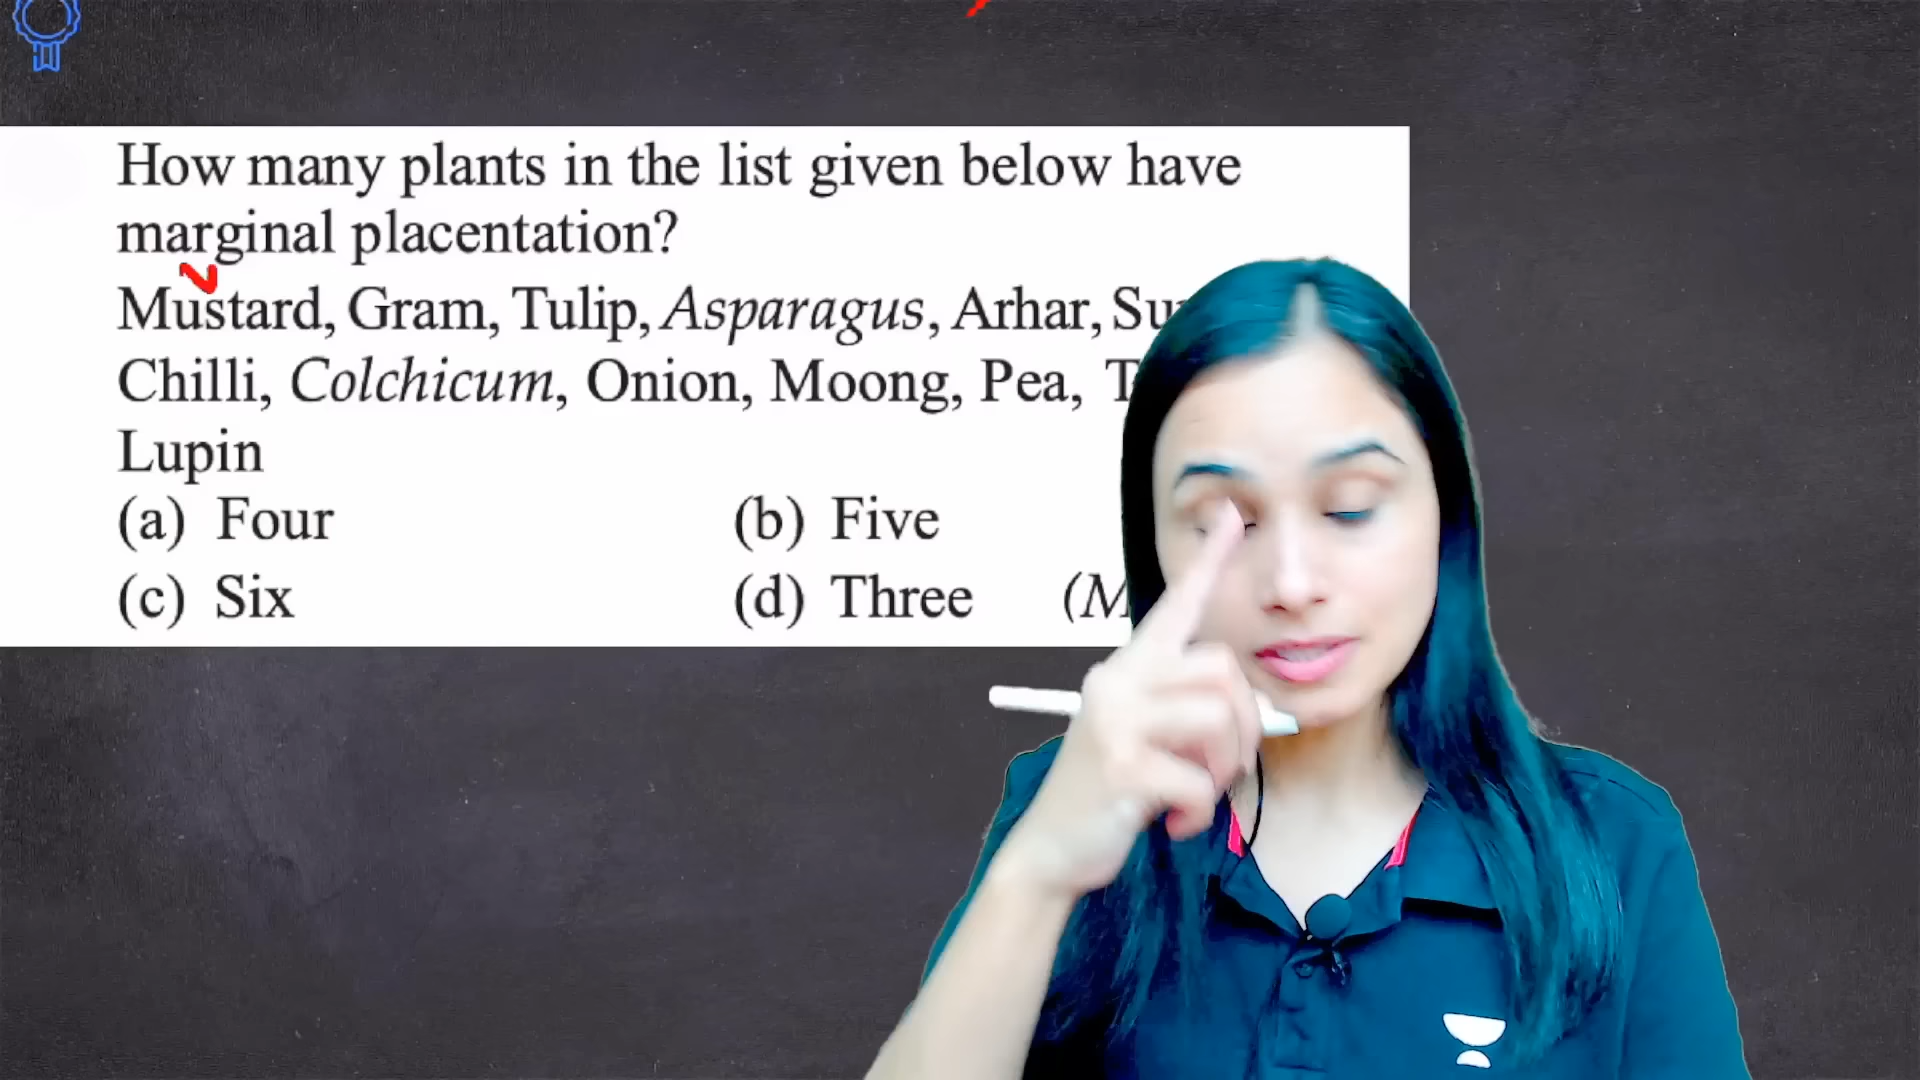 How many plants in the list given below have
marginal placentation?
Mustard, Gram, Tulip, Asparagus, Arhar,
Chilli, Colchicum, Onion, Moong, Pea,
Lupin
(a) Four (b) Five
(c) Six (d) Three